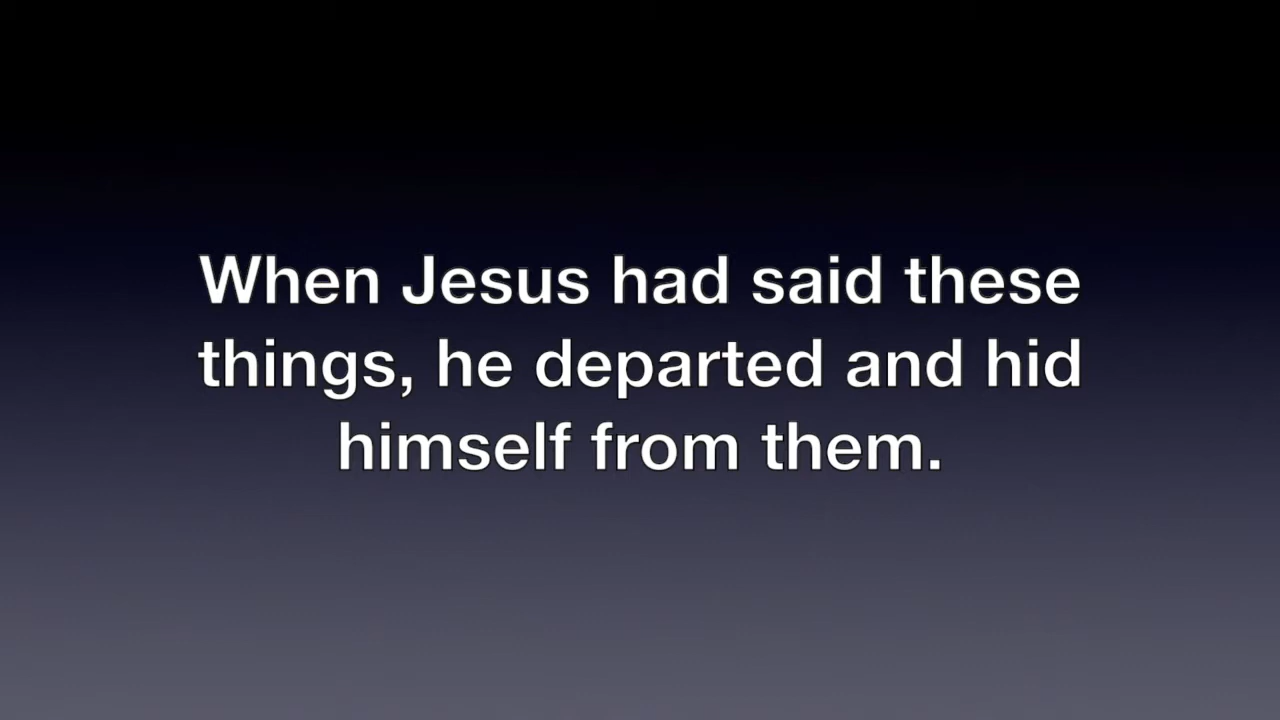 When Jesus had said these
things, he departed and hid
himself from them.